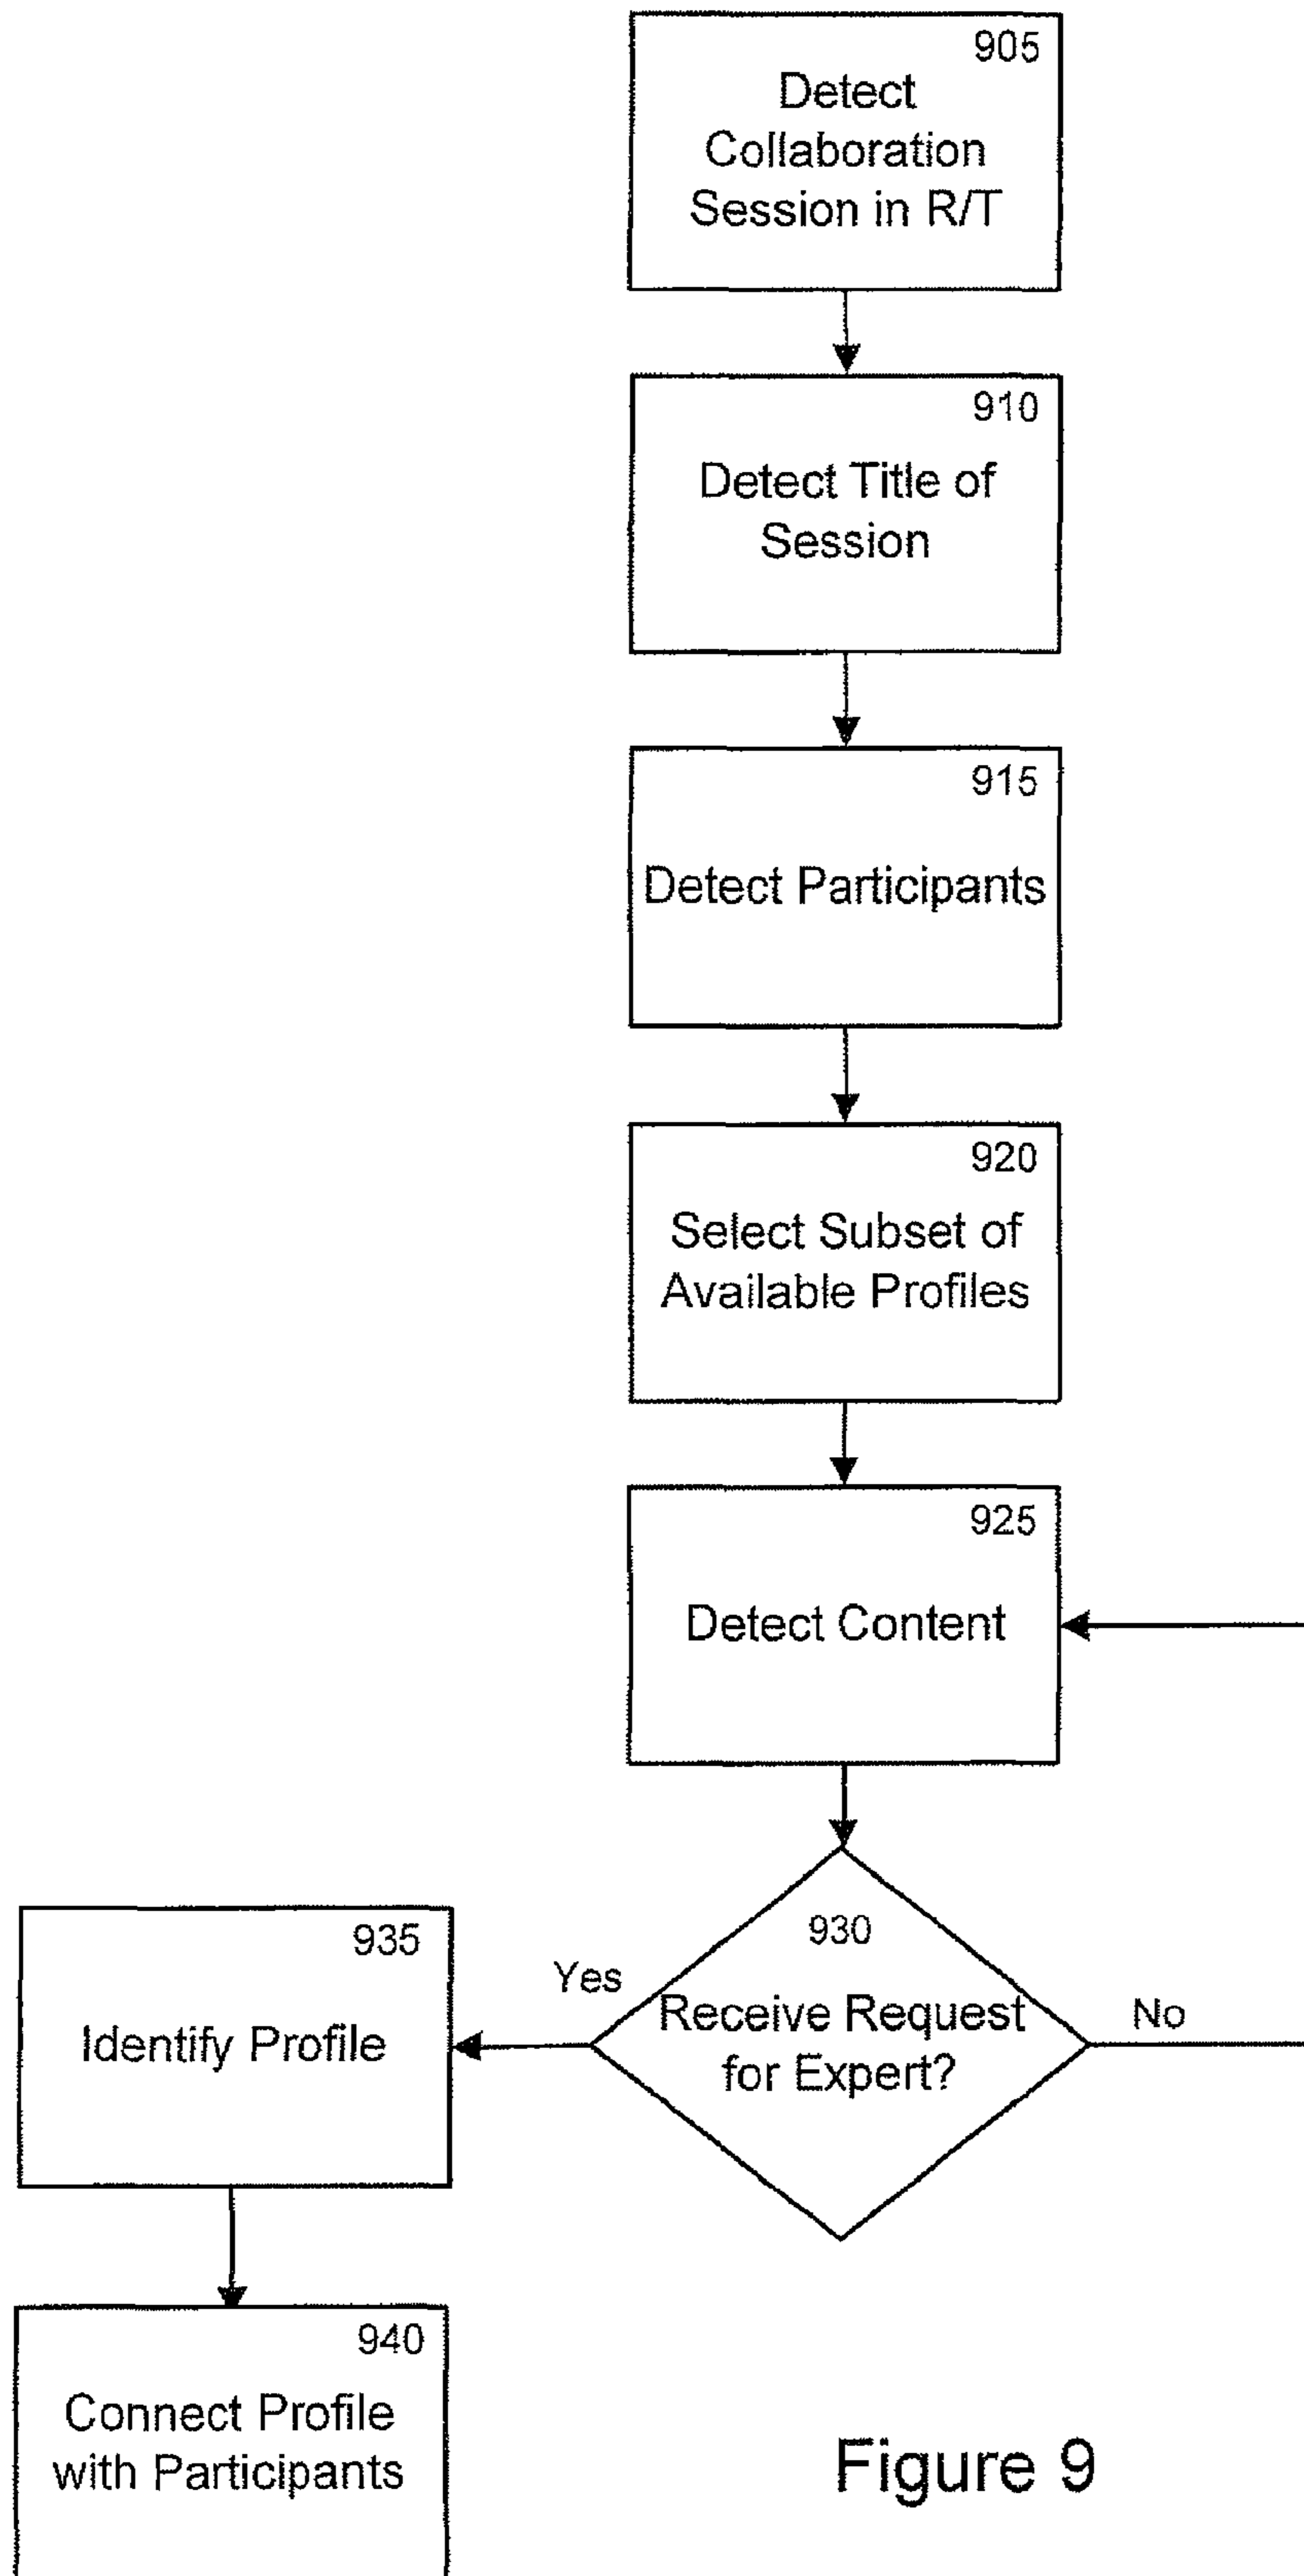 905
Detect
Collaboration
Session in R/T
910
Detect Title of
Session
915
Detect Participants
920
Select Subset of
Available Profiles
925
Detect Content
930
Receive Request
for Expert?
Yes
No
935
Identify Profile
940
Connect Profile
with Participants
Figure 9